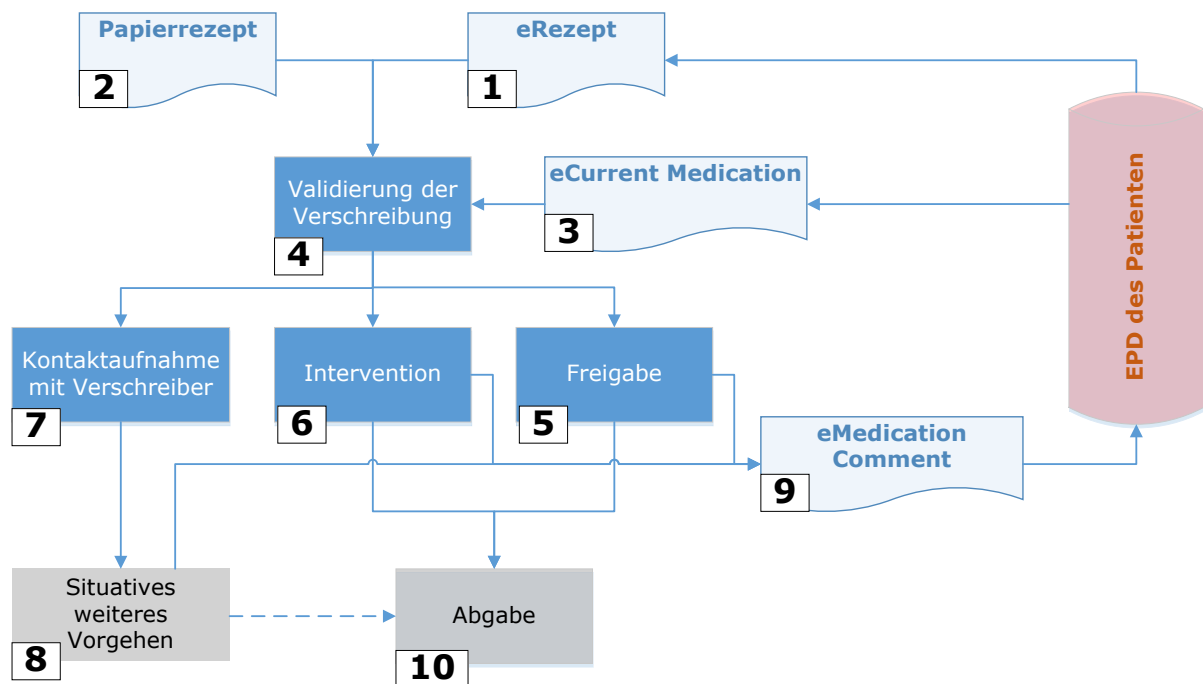 Papierrezept
2
eRezept
1
Validierung der
Verschreibung
4
eCurrent Medication
3
EPD des Patienten
Kontaktaufnahme
mit Verschreiber
7
Intervention
6
Freigabe
5
eMedication
Comment
9
Situatives
weiteres
Vorgehen
8
Abgabe
10